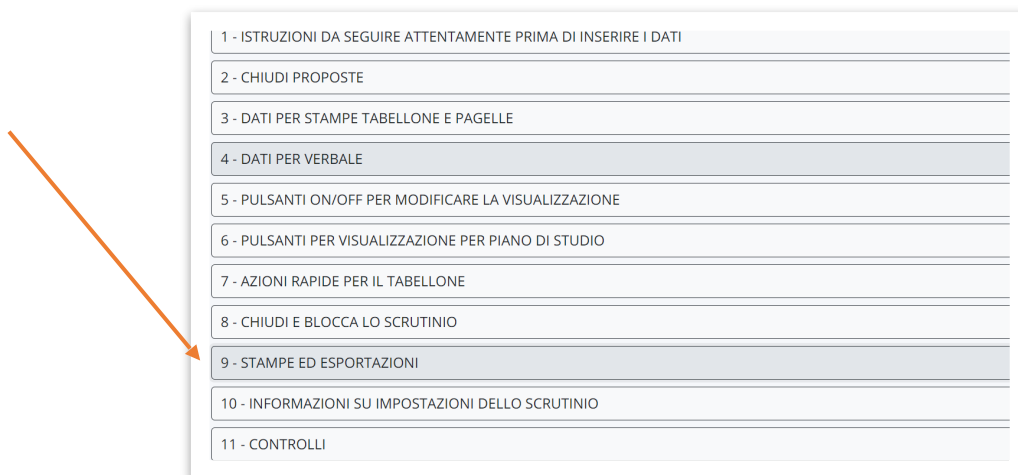 1 - ISTRUZIONI DA SEGUIRE ATTENTAMENTE PRIMA DI INSERIRE I DATI
2 - CHIUDI PROPOSTE
3 - DATI PER STAMPE TABELLONE E PAGELLE
4 - DATI PER VERBALE
5 - PULSANTI ON/OFF PER MODIFICARE LA VISUALIZZAZIONE
6 - PULSANTI PER VISUALIZZAZIONE PER PIANO DI STUDIO
7 - AZIONI RAPIDE PER IL TABELLONE
8 - CHIUDI E BLOCCA LO SCRUTINIO
9 - STAMPE ED ESPORTAZIONI
10 - INFORMAZIONI SU IMPOSTAZIONI DELLO SCRUTINIO
11 - CONTROLLI